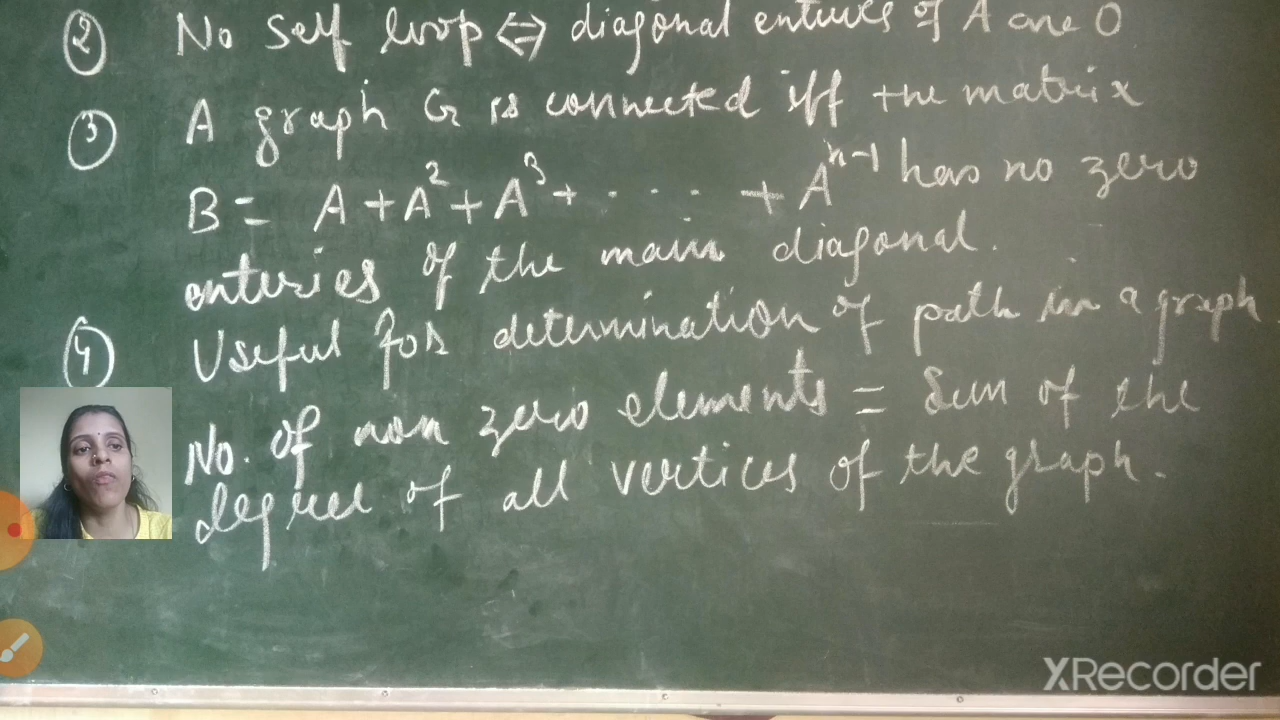 ② No Self loop ⇔ diagonal enteries of A are 0
③ A graph G is connected iff the matrix
B = A + A² + A³ + ..... + Aⁿ⁻¹ has no zero
enteries of the main diagonal.
④ Useful for determination of path in a graph
No. of non zero elements = Sum of the
degree of all vertices of the graph.
XRecorder